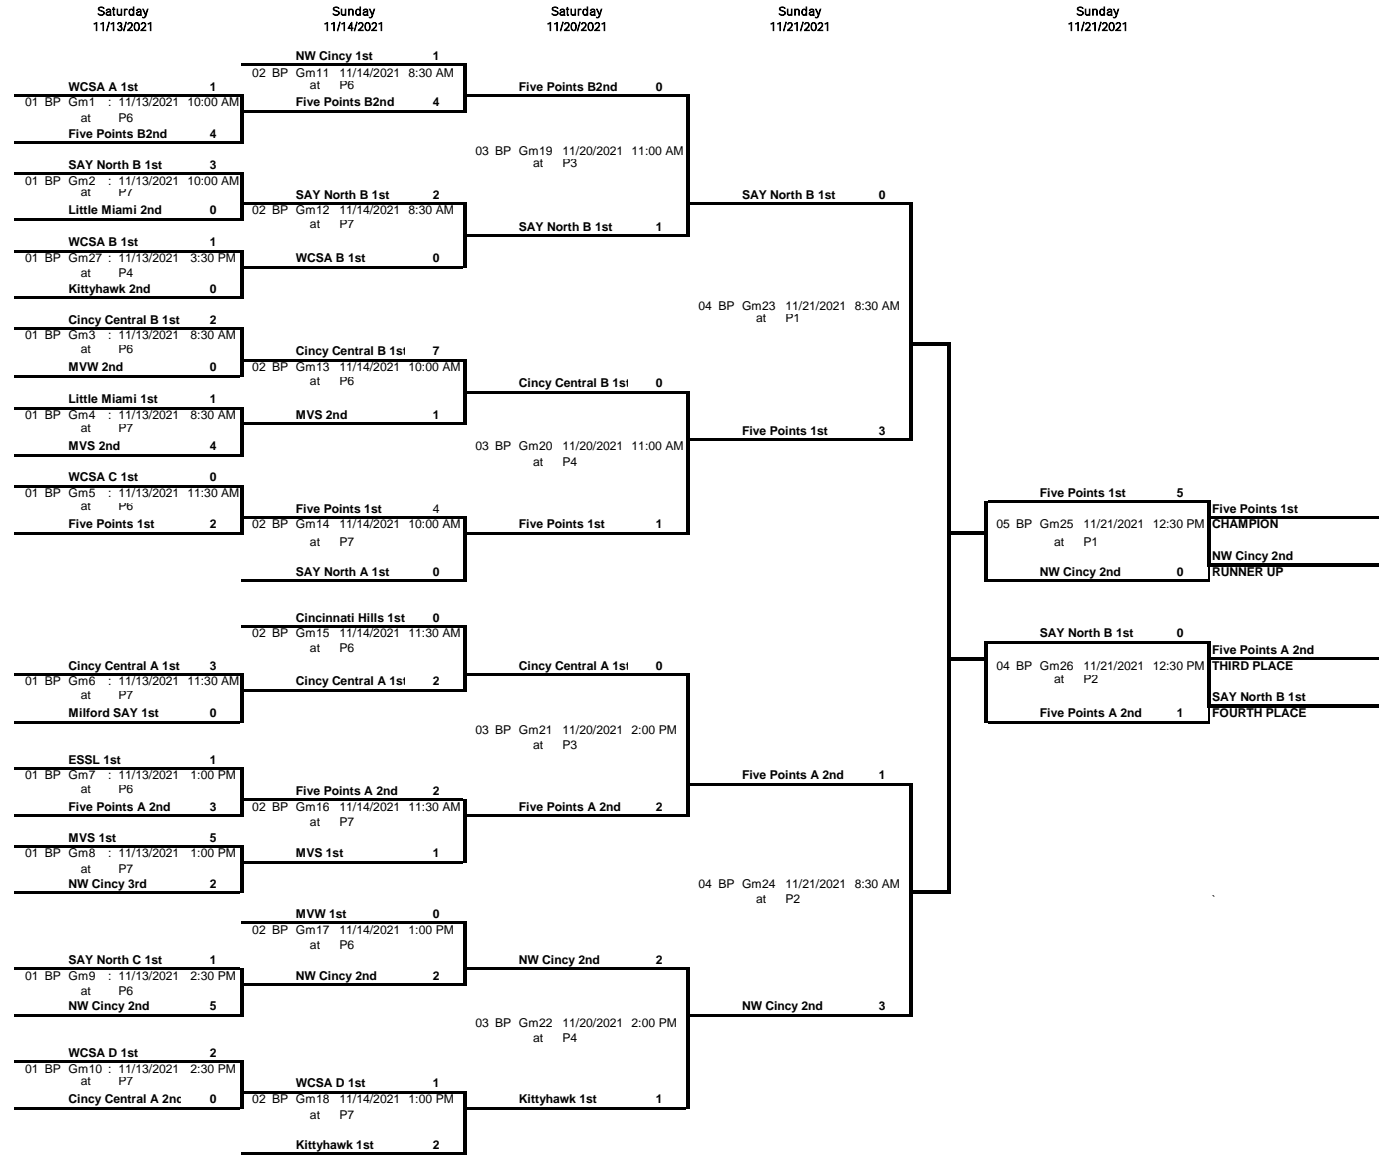 Saturday Sunday Saturday Sunday Sunday
11/13/2021 11/14/2021 11/20/2021 11/21/2021 11/21/2021
NW Cincy 1st 1
02 BP Gm11 11/14/2021 8:30 AM
at P6
WCSA A 1st 1 Five Points B2nd 0
01 BP Gm1 : 11/13/2021 10:00 AM Five Points B2nd 4
at P6
Five Points B2nd 4
03 BP Gm19 11/20/2021 11:00 AM
at P3
SAY North B 1st 3
01 BP Gm2 : 11/13/2021 10:00 AM
at P7
SAY North B 1st 2 SAY North B 1st 0
Little Miami 2nd 0 02 BP Gm12 11/14/2021 8:30 AM
at P7
SAY North B 1st 1
WCSA B 1st 1
01 BP Gm27 : 11/13/2021 3:30 PM WCSA B 1st 0
at P4
Kittyhawk 2nd 0
04 BP Gm23 11/21/2021 8:30 AM
at P1
Cincy Central B 1st 2
01 BP Gm3 : 11/13/2021 8:30 AM
at P6
Cincy Central B 1st 7
MVW 2nd 0 02 BP Gm13 11/14/2021 10:00 AM
at P6
Cincy Central B 1st 0
Little Miami 1st 1
01 BP Gm4 : 11/13/2021 8:30 AM MVS 2nd 1
at P7
Five Points 1st 3
MVS 2nd 4 03 BP Gm20 11/20/2021 11:00 AM
at P4
WCSA C 1st 0
01 BP Gm5 : 11/13/2021 11:30 AM Five Points 1st 5
at P6
Five Points 1st 4 Five Points 1st
Five Points 1st 2 02 BP Gm14 11/14/2021 10:00 AM Five Points 1st 1 05 BP Gm25 11/21/2021 12:30 PM CHAMPION
at P7 at P1
NW Cincy 2nd
SAY North A 1st 0 NW Cincy 2nd 0 RUNNER UP
Cincinnati Hills 1st 0
02 BP Gm15 11/14/2021 11:30 AM SAY North B 1st 0
at P6
Five Points A 2nd
Cincy Central A 1st 3 Cincy Central A 1st 0 04 BP Gm26 11/21/2021 12:30 PM THIRD PLACE
01 BP Gm6 : 11/13/2021 11:30 AM Cincy Central A 1st 2 at P2
at P7 SAY North B 1st
Milford SAY 1st 0 Five Points A 2nd 1 FOURTH PLACE
03 BP Gm21 11/20/2021 2:00 PM
at P3
ESSL 1st 1
01 BP Gm7 : 11/13/2021 1:00 PM Five Points A 2nd 1
at P6
Five Points A 2nd 2
Five Points A 2nd 3 02 BP Gm16 11/14/2021 11:30 AM Five Points A 2nd 2
at P7
MVS 1st 5
01 BP Gm8 : 11/13/2021 1:00 PM MVS 1st 1
at P7
NW Cincy 3rd 2 04 BP Gm24 11/21/2021 8:30 AM
at P2
MVW 1st 0
02 BP Gm17 11/14/2021 1:00 PM
at P6
SAY North C 1st 1 NW Cincy 2nd 2
01 BP Gm9 : 11/13/2021 2:30 PM NW Cincy 2nd 2
at P6
NW Cincy 2nd 5 NW Cincy 2nd 3
03 BP Gm22 11/20/2021 2:00 PM
at P4
WCSA D 1st 2
01 BP Gm10 : 11/13/2021 2:30 PM
at P7 WCSA D 1st 1
Cincy Central A 2nd 0 02 BP Gm18 11/14/2021 1:00 PM Kittyhawk 1st 1
at P7
Kittyhawk 1st 2